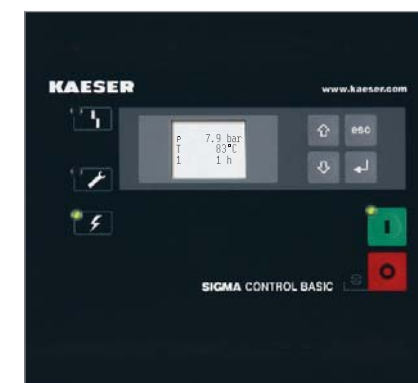 KAESER
www.kaeser.com
p 7.9 bar
T 83°C
1 1 h
esc
I
O
SIGMA CONTROL BASIC